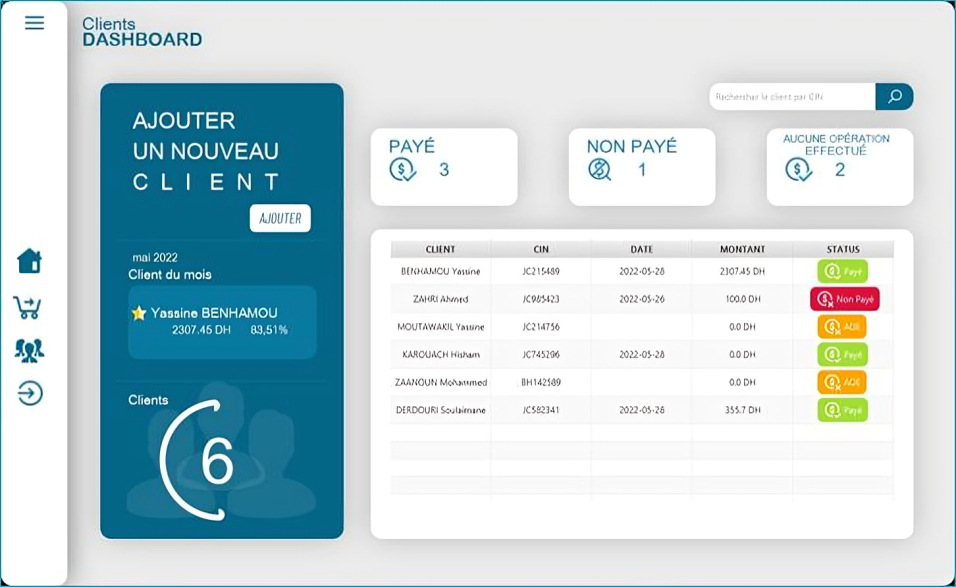 Clients
DASHBOARD
AJOUTER
UN NOUVEAU
CLIENT
AJOUTER
mai 2022
Client du mois
Yassine BENHAMOU
2307.45 DH 83,51%
Clients
6
Rechercher le client par CIN
PAYÉ
3
NON PAYÉ
1
AUCUNE OPÉRATION
EFFECTUÉ
2
CLIENT CIN DATE MONTANT STATUS
BENHAMOU Yassine JC215489 2022-05-28 2307.45 DH Payé
ZAHRI Ahmed JC985423 2022-05-26 100.0 DH Non Payé
MOUTAWAKIL Yassine JC214756 0.0 DH AOE
KAROUACH Hisham JC745296 2022-05-28 0.0 DH Payé
ZAANOUN Mohammed BH142589 0.0 DH AOE
DERDOURI Soulaimane JC582341 2022-05-28 355.7 DH Payé